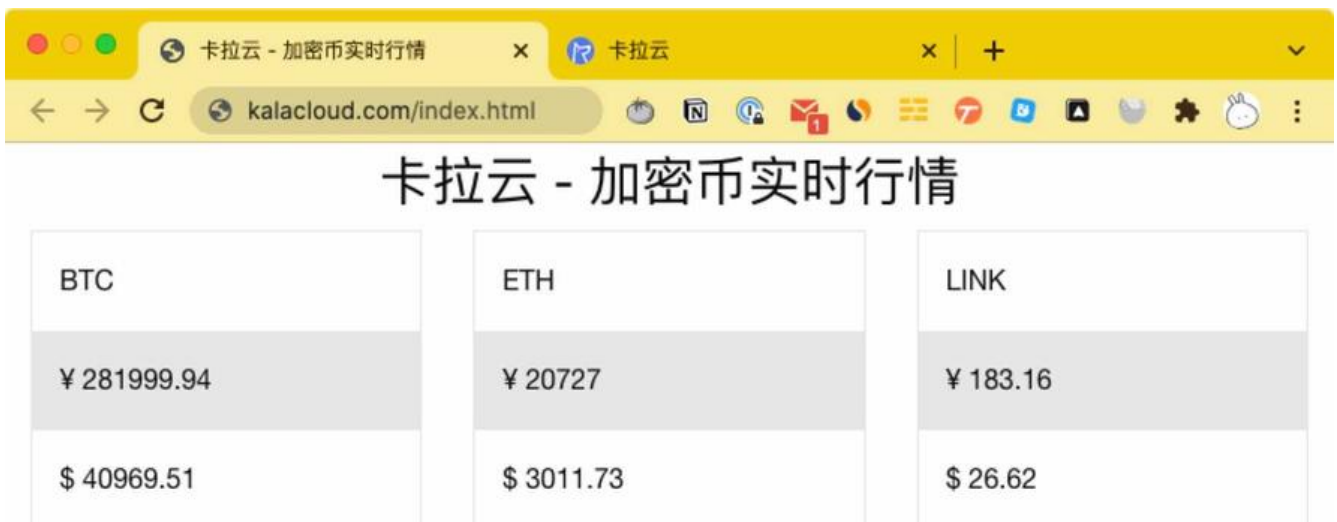 卡拉云 - 加密币实时行情
卡拉云
kalacloud.com/index.html
1
卡拉云 - 加密币实时行情
BTC
ETH
LINK
¥ 281999.94
¥ 20727
¥ 183.16
$ 40969.51
$ 3011.73
$ 26.62